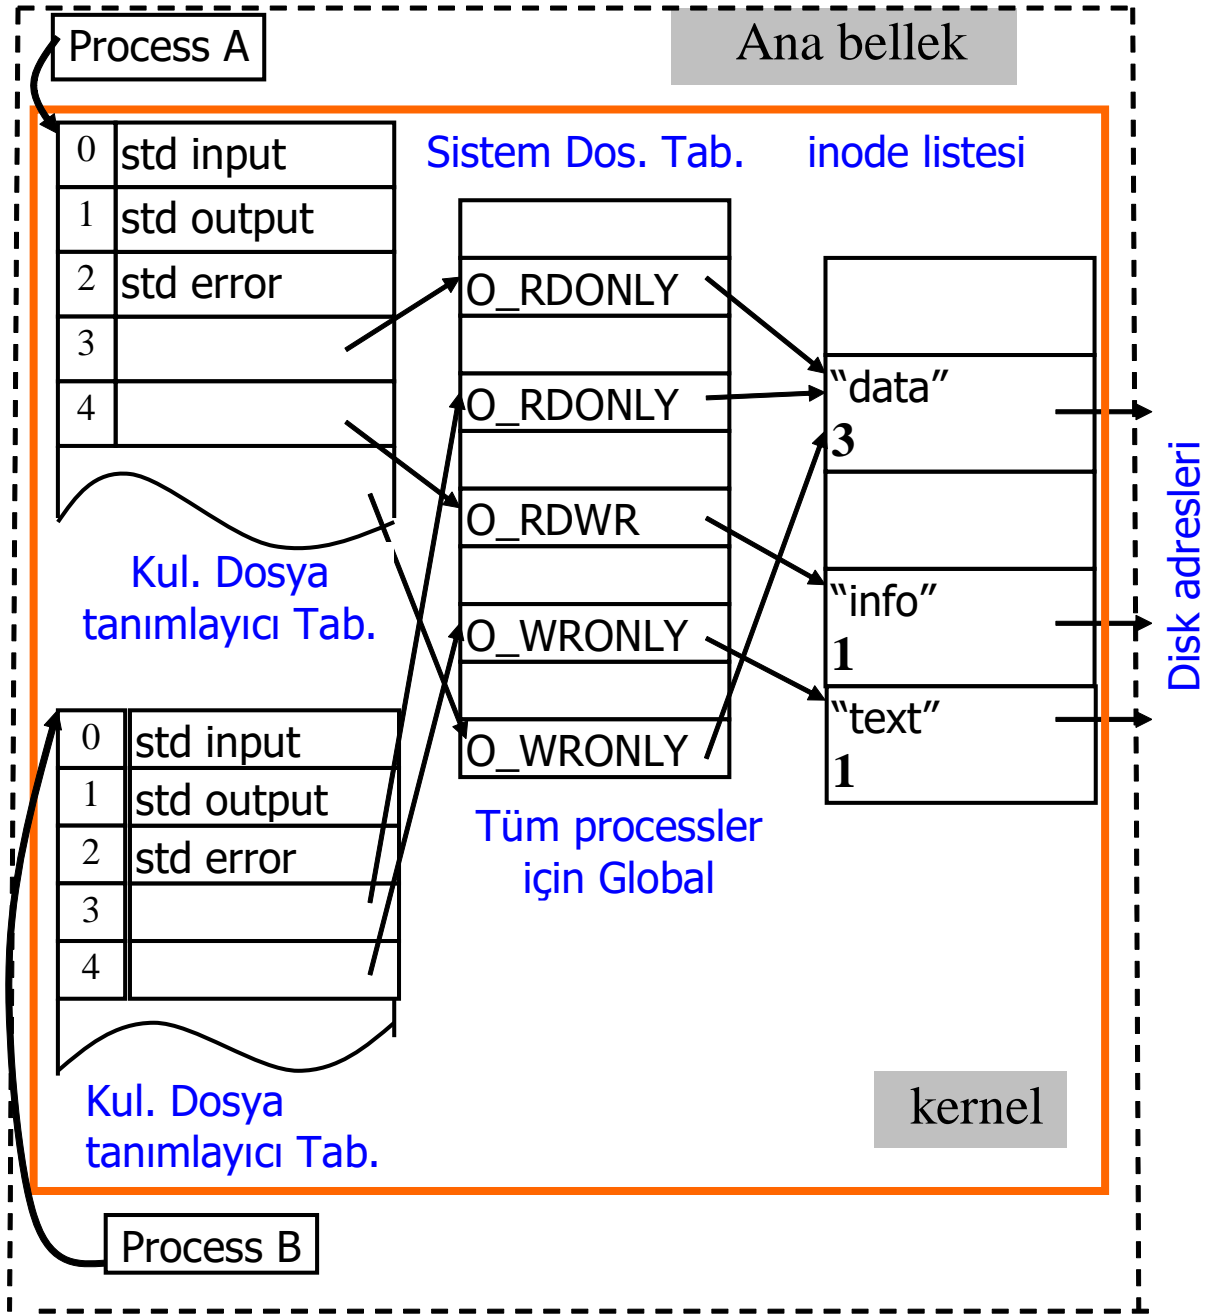 Process A
Ana bellek
0 std input
1 std output
2 std error
3
4
Kul. Dosya
tanımlayıcı Tab.
Sistem Dos. Tab.
O_RDONLY
O_RDONLY
O_RDWR
O_WRONLY
O_WRONLY
Tüm processler
için Global
inode listesi
“data”
3
“info”
1
“text”
1
Disk adresleri
0 std input
1 std output
2 std error
3
4
Kul. Dosya
tanımlayıcı Tab.
kernel
Process B